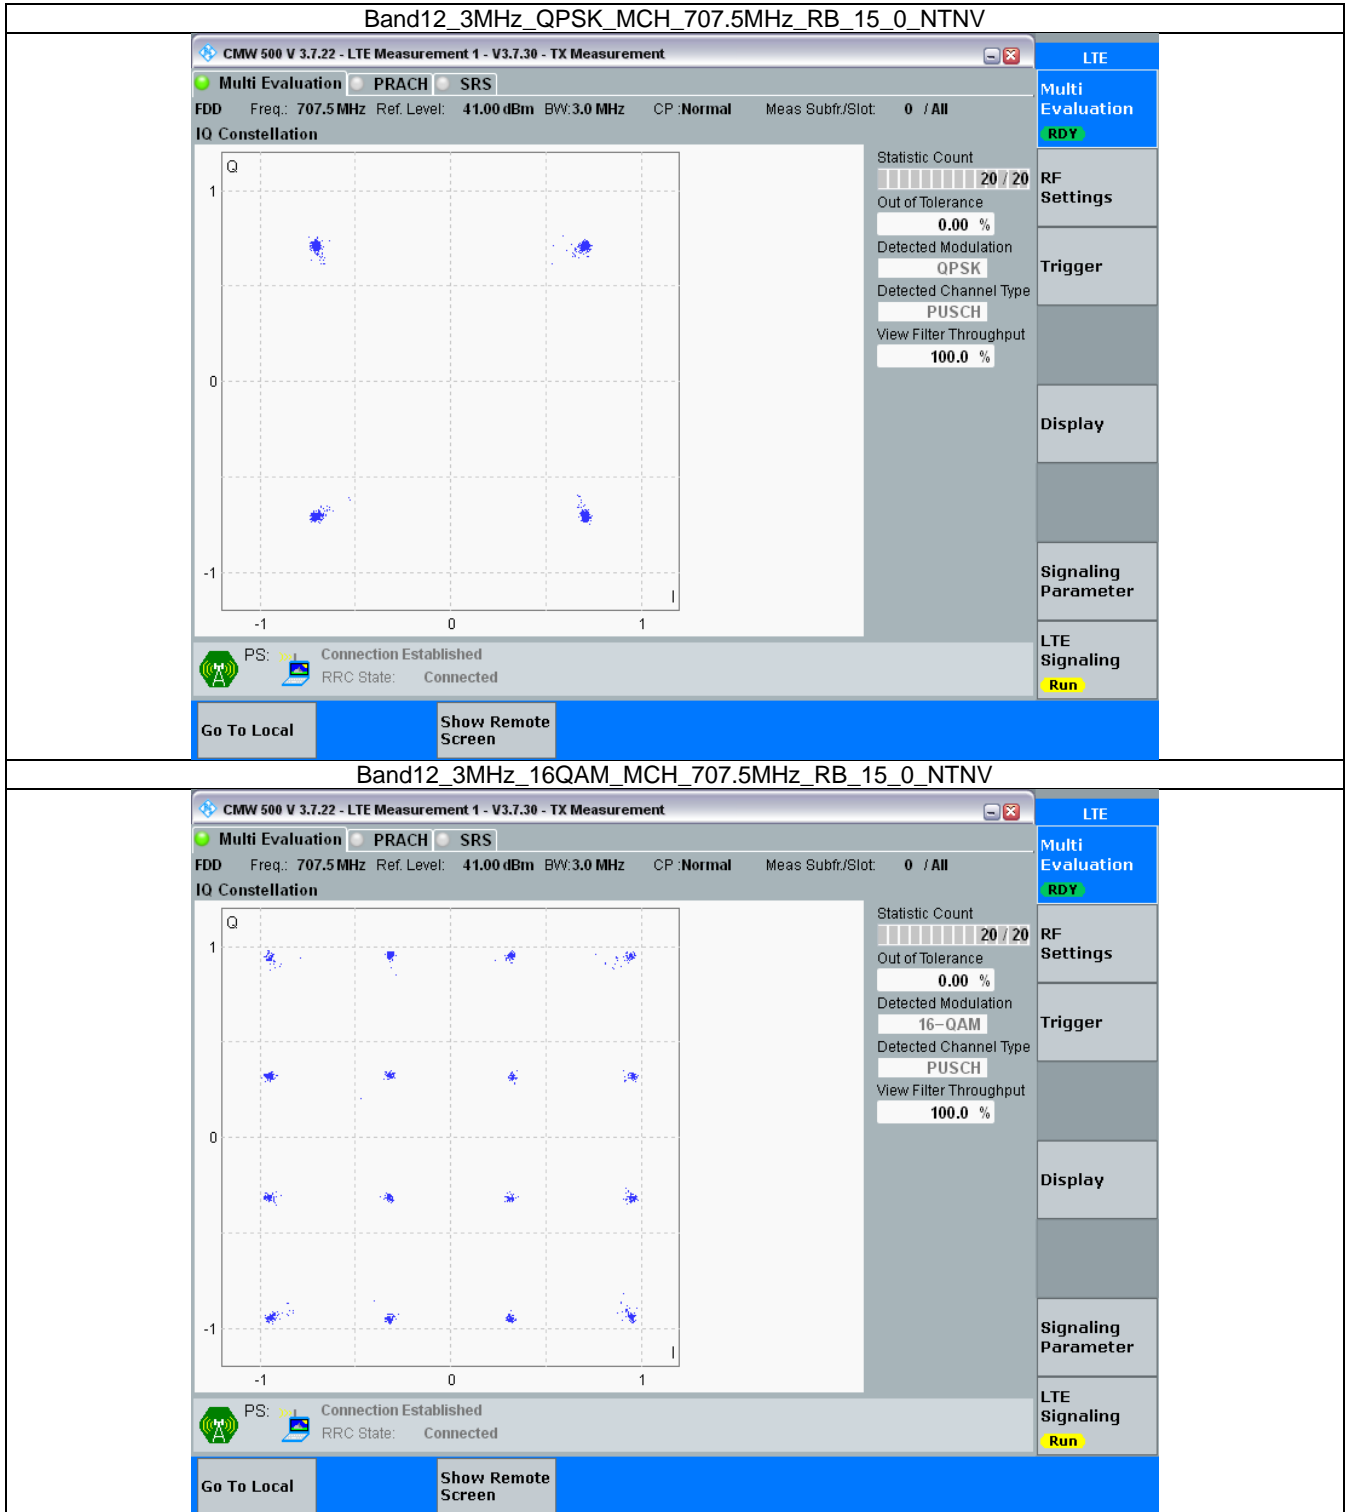 Band12_3MHz_QPSK_MCH_707.5MHz_RB_15_0_NTNV
CMW 500 V 3.7.22 - LTE Measurement 1 - V3.7.30 - TX Measurement
LTE
Multi Evaluation PRACH SRS
Multi
Evaluation
RDY
FDD Freq.: 707.5 MHz Ref. Level: 41.00 dBm BW: 3.0 MHz CP : Normal Meas Subfr./Slot: 0 / All
IQ Constellation
Q
1
0
-1
I
-1 0 1
Statistic Count
20 / 20
Out of Tolerance
0.00 %
Detected Modulation
QPSK
Detected Channel Type
PUSCH
View Filter Throughput
100.0 %
RF
Settings
Trigger
Display
Signaling
Parameter
LTE
Signaling
Run
PS: Connection Established
RRC State: Connected
Go To Local
Show Remote
Screen
Band12_3MHz_16QAM_MCH_707.5MHz_RB_15_0_NTNV
CMW 500 V 3.7.22 - LTE Measurement 1 - V3.7.30 - TX Measurement
LTE
Multi Evaluation PRACH SRS
Multi
Evaluation
RDY
FDD Freq.: 707.5 MHz Ref. Level: 41.00 dBm BW: 3.0 MHz CP : Normal Meas Subfr./Slot: 0 / All
IQ Constellation
Q
1
0
-1
I
-1 0 1
Statistic Count
20 / 20
Out of Tolerance
0.00 %
Detected Modulation
16-QAM
Detected Channel Type
PUSCH
View Filter Throughput
100.0 %
RF
Settings
Trigger
Display
Signaling
Parameter
LTE
Signaling
Run
PS: Connection Established
RRC State: Connected
Go To Local
Show Remote
Screen